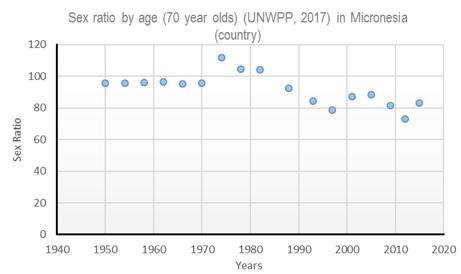 Sex ratio by age (70 year olds) (UNWPP, 2017) in Micronesia
(country)
120
100
80
60
40
20
0
Sex Ratio
1940 1950 1960 1970 1980 1990 2000 2010 2020
Years